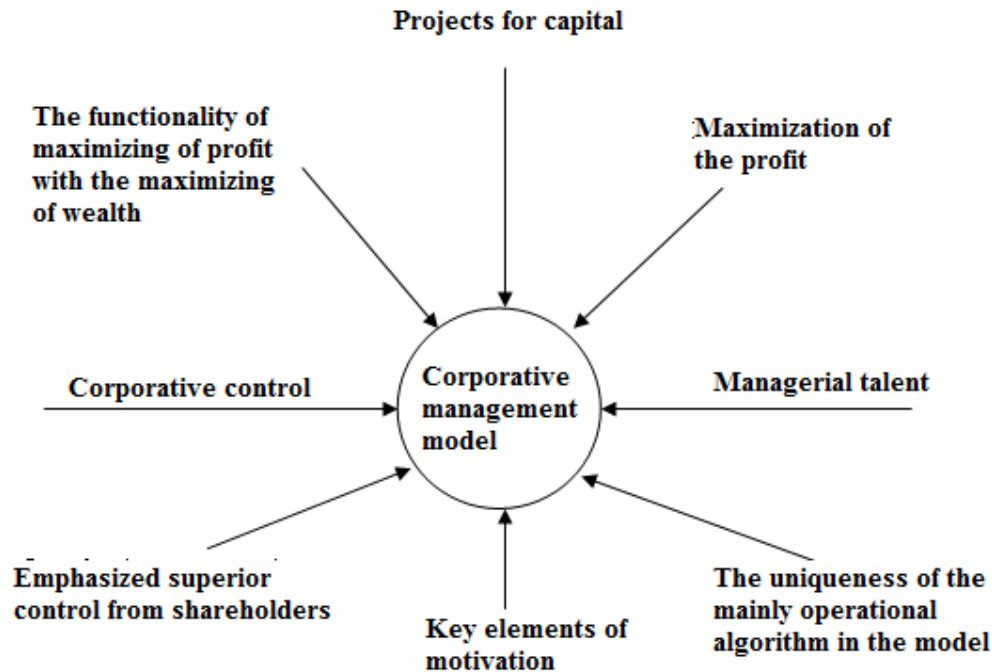 Projects for capital
The functionality of
maximizing of profit
with the maximizing
of wealth
Maximization of
the profit
Corporative control
Corporative
management
model
Managerial talent
Emphasized superior
control from shareholders
Key elements of
motivation
The uniqueness of the
mainly operational
algorithm in the model